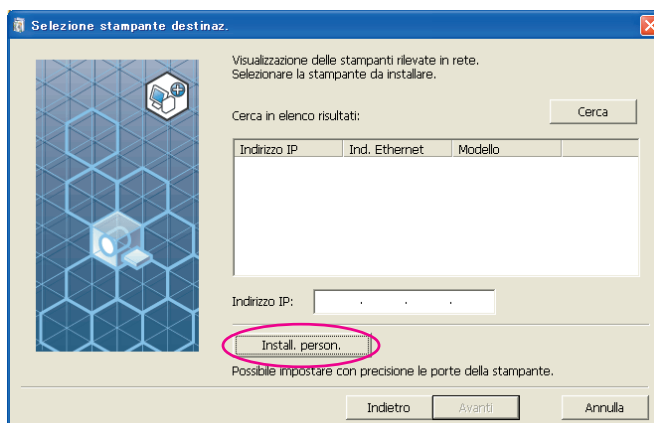 Selezione stampante destinaz.
Visualizzazione delle stampanti rilevate in rete.
Selezionare la stampante da installare.
Cerca in elenco risultati:
Cerca
Indirizzo IP Ind. Ethernet Modello
Indirizzo IP: . . .
Install. person.
Possibile impostare con precisione le porte della stampante.
Indietro Avanti Annulla